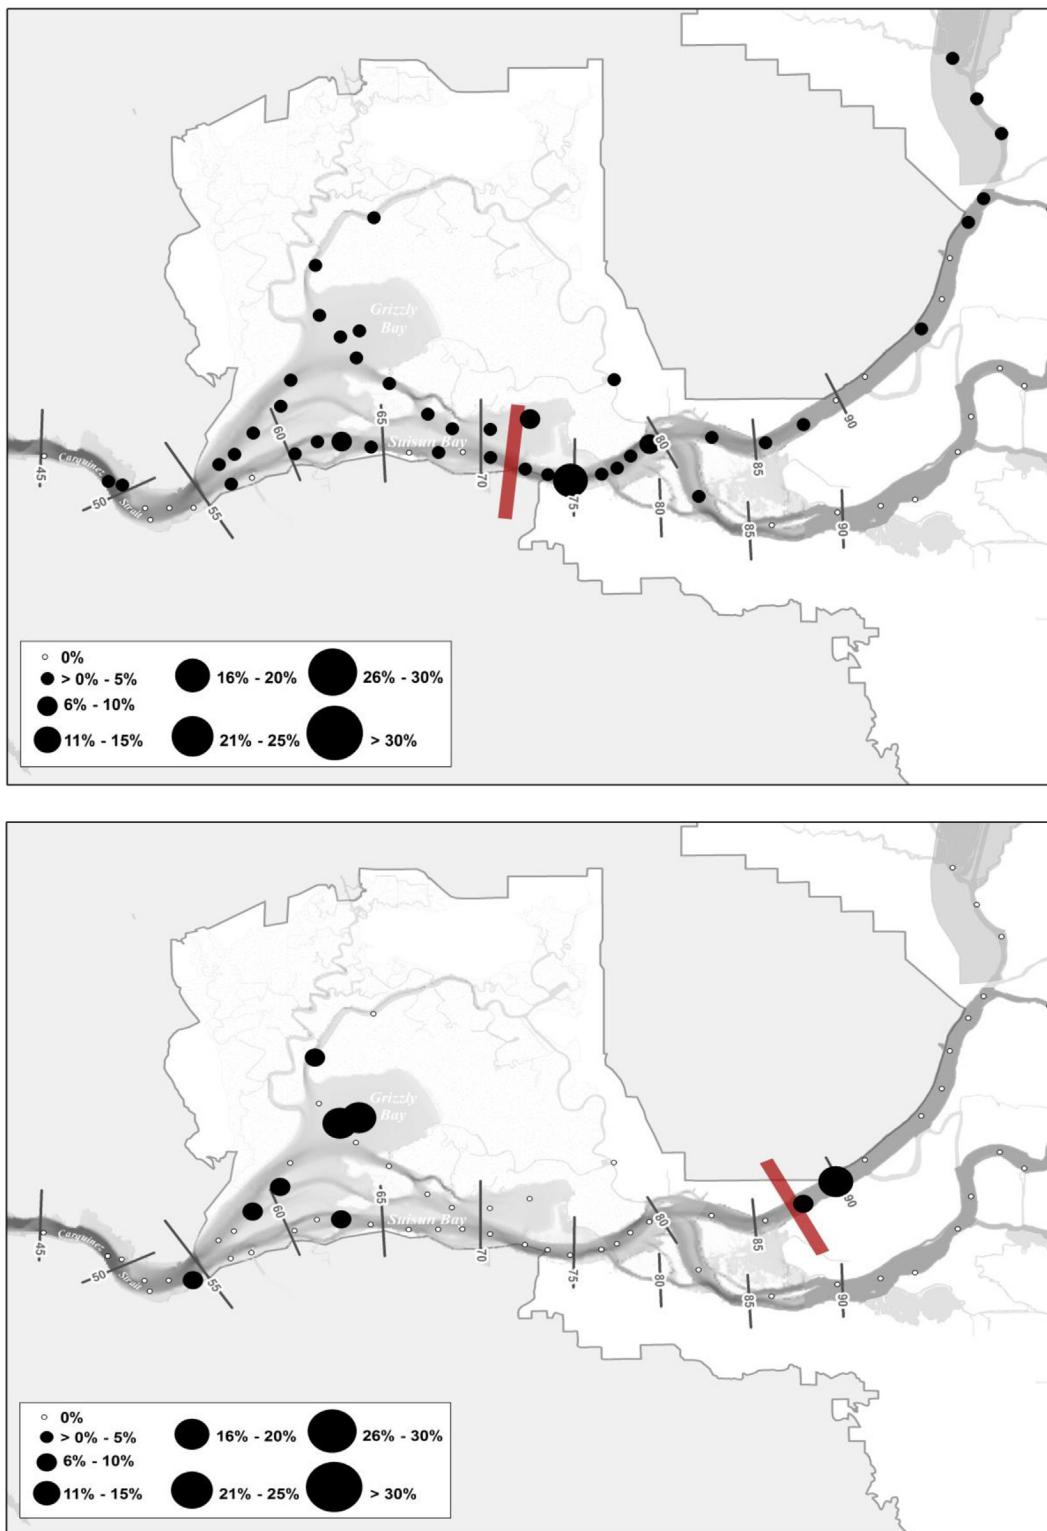 Grizzly
Bay
-65
60
Suisun Bay
80
90
85
-45-
Carquinez
-50
Strait
55
70
-75-
80
85
90
0%
> 0% - 5%
6% - 10%
11% - 15%
16% - 20%
21% - 25%
26% - 30%
> 30%
Grizzly
Bay
-65
60
Suisun Bay
80
90
85
-45-
Carquinez
-50
Strait
55
70
-75-
80
85
90
0%
> 0% - 5%
6% - 10%
11% - 15%
16% - 20%
21% - 25%
26% - 30%
> 30%